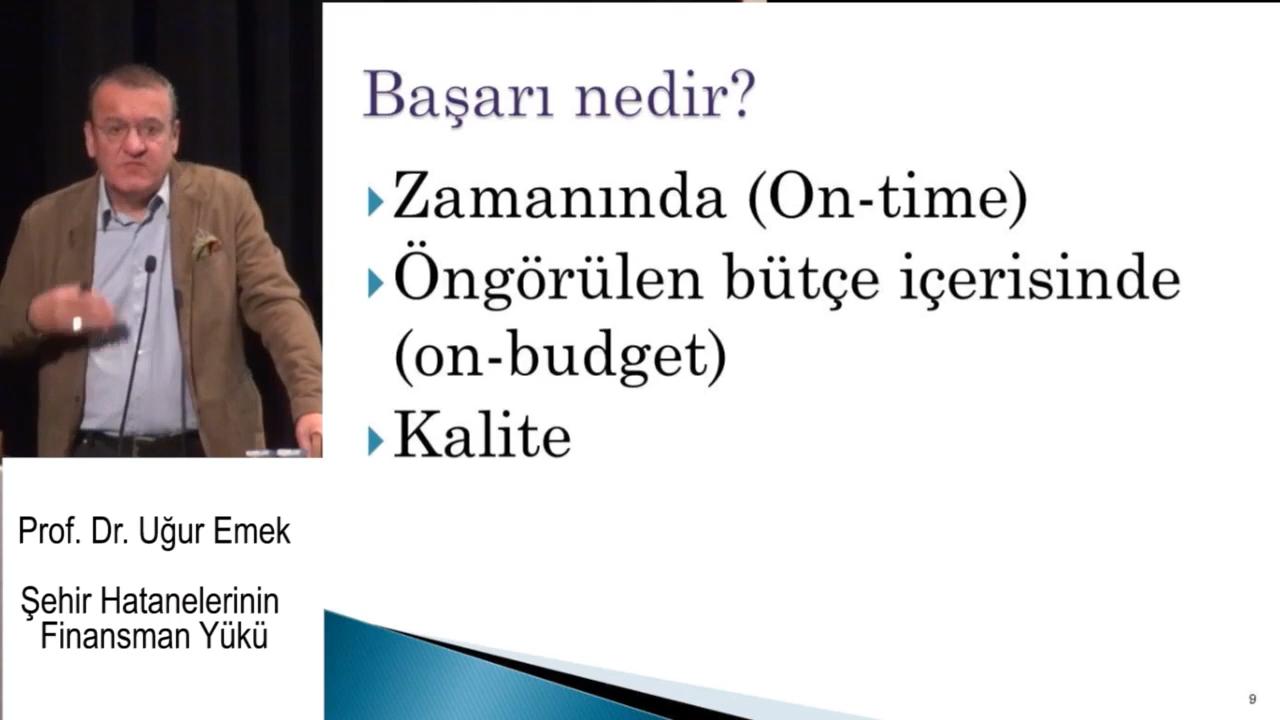 Başarı nedir?
Zamanında (On-time)
Öngörülen bütçe içerisinde
(on-budget)
Kalite
Prof. Dr. Uğur Emek
Şehir Hatanelerinin
Finansman Yükü
9